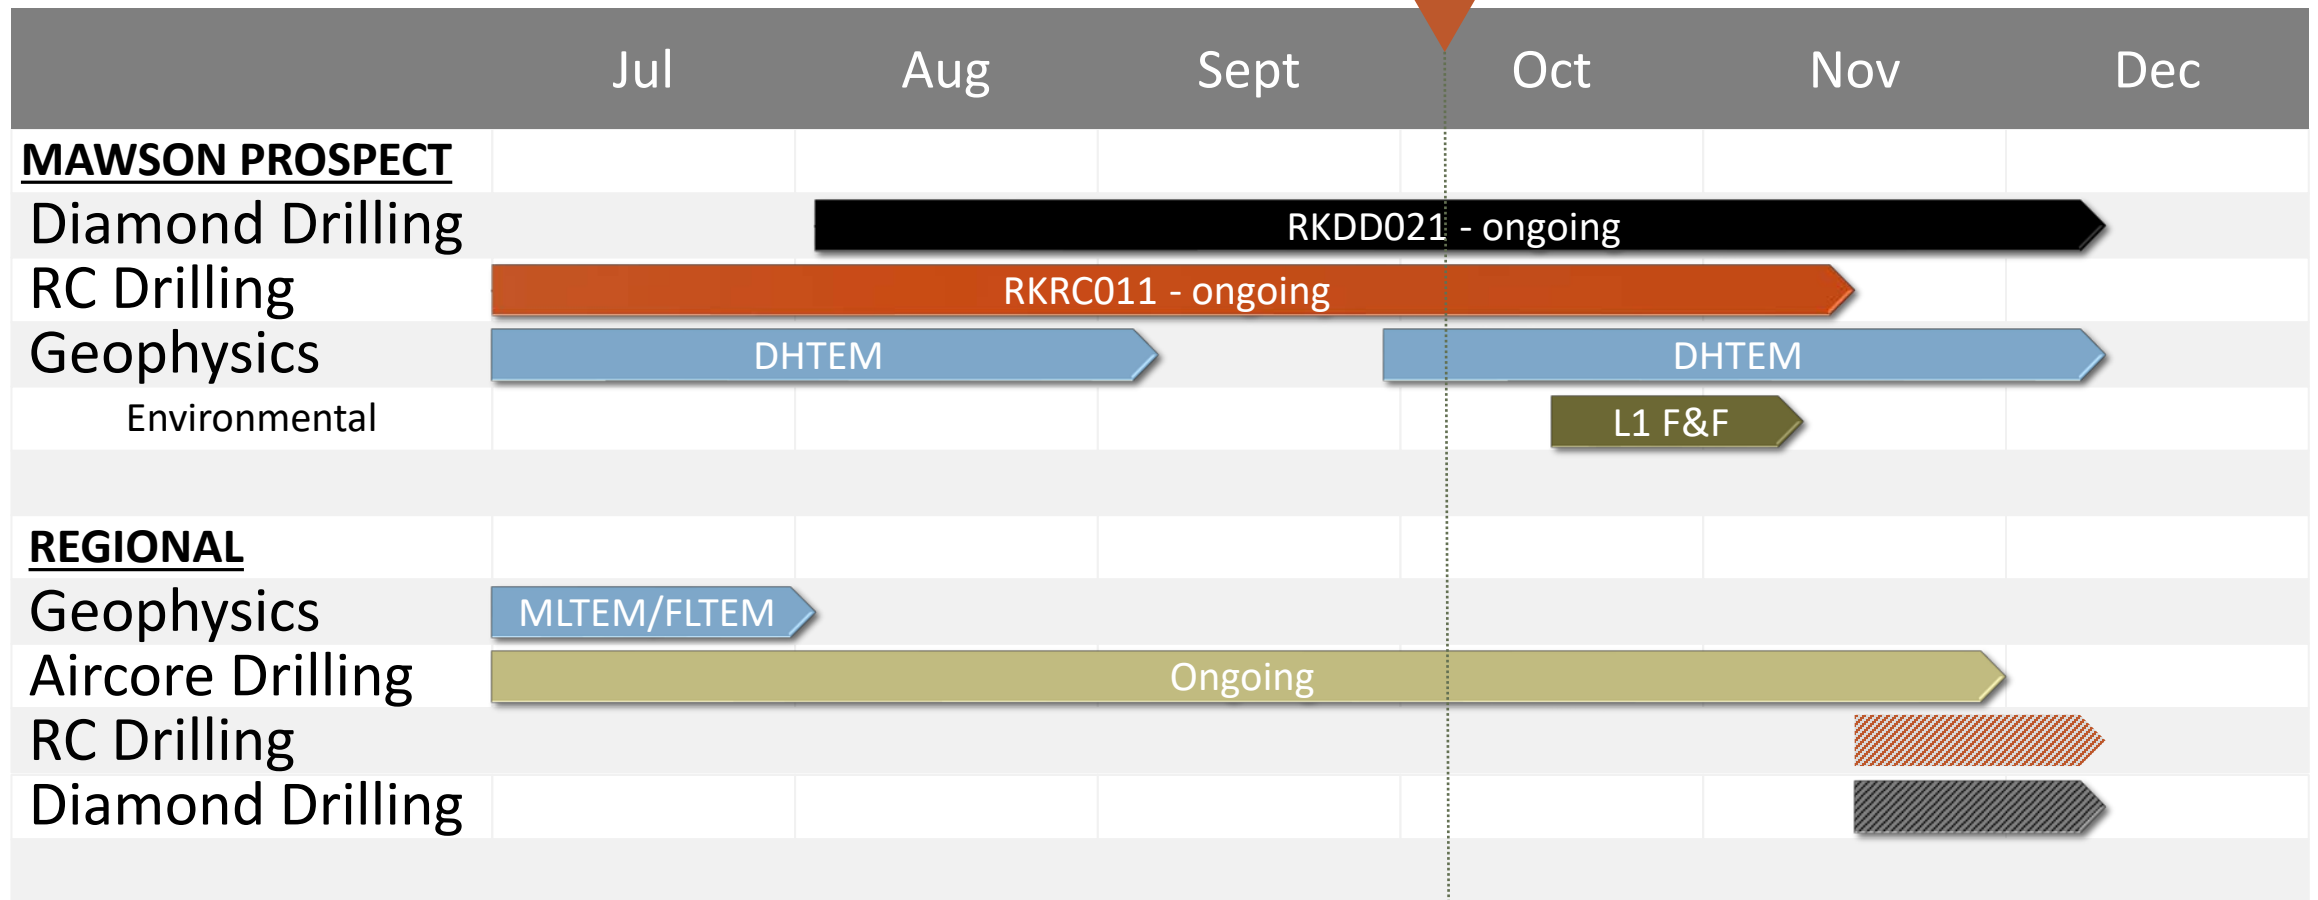 Jul Aug Sept Oct Nov Dec
MAWSON PROSPECT
Diamond Drilling RKDD021 - ongoing
RC Drilling RKRC011 - ongoing
Geophysics DHTEM DHTEM
Environmental L1 F&F
REGIONAL
Geophysics MLTEM/FLTEM
Aircore Drilling Ongoing
RC Drilling
Diamond Drilling